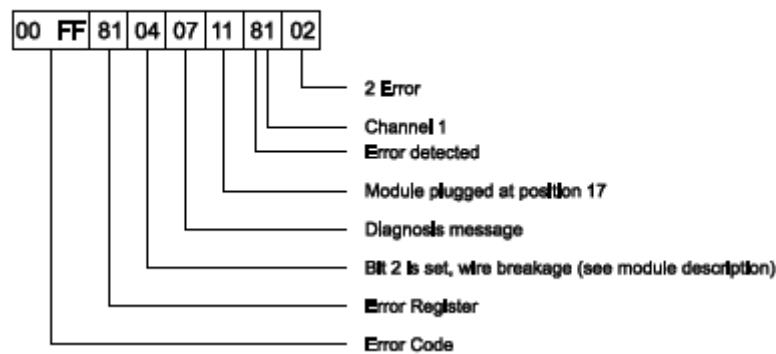 00 FF 81 04 07 11 81 02
2 Error
Channel 1
Error detected
Module plugged at position 17
Diagnosis message
Bit 2 is set, wire breakage (see module description)
Error Register
Error Code